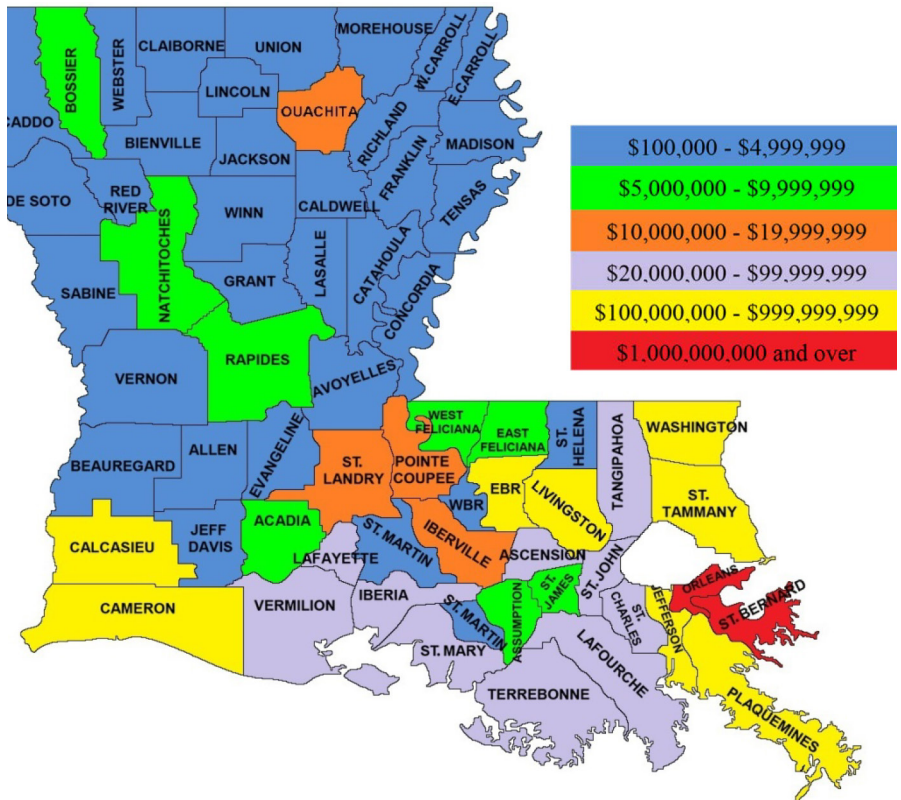 MOREHOUSE
CLAIBORNE
UNION
W.CARROLL
E.CARROLL
BOSSIER
WEBSTER
LINCOLN
OUACHITA
CADDO
RICHLAND
MADISON
BIENVILLE
JACKSON
FRANKLIN
DE SOTO
RED
RIVER
WINN
CALDWELL
TENSAS
NATCHITOCHES
SABINE
GRANT
LASALLE
CATAHOULA
CONCORDIA
VERNON
RAPIDES
AVOYELLES
BEAUREGARD
ALLEN
EVANGELINE
ST.
LANDRY
POINTE
COUPEE
WEST
FELICIANA
EAST
FELICIANA
ST.
HELENA
TANGIPAHOA
WASHINGTON
ST.
TAMMANY
EBR
LIVINGSTON
WBR
CALCASIEU
JEFF
DAVIS
ACADIA
LAFAYETTE
ST. MARTIN
IBERVILLE
ASCENSION
ST. JOHN
CAMERON
VERMILION
IBERIA
ST. MARTIN
ASSUMPTION
ST.
JAMES
ST.
CHARLES
JEFFERSON
ORLEANS
ST. BERNARD
ST. MARY
LAFOURCHE
TERREBONNE
PLAQUEMINES
$100,000 - $4,999,999
$5,000,000 - $9,999,999
$10,000,000 - $19,999,999
$20,000,000 - $99,999,999
$100,000,000 - $999,999,999
$1,000,000,000 and over